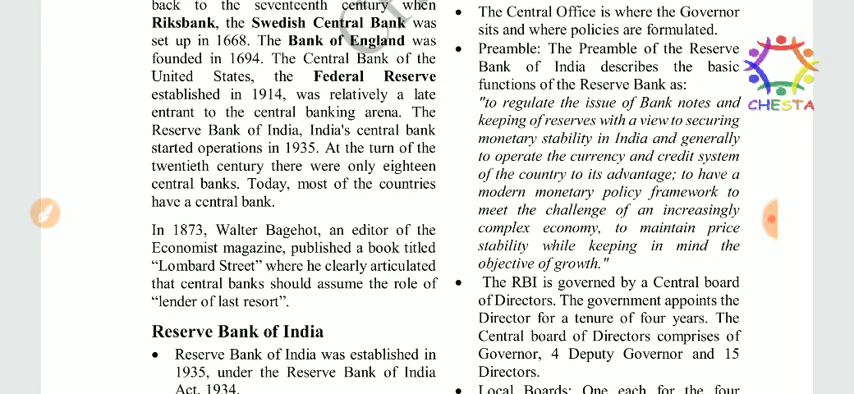 back to the seventeenth century when
Riksbank, the Swedish Central Bank was
set up in 1668. The Bank of England was
founded in 1694. The Central Bank of the
United States, the Federal Reserve
established in 1914, was relatively a late
entrant to the central banking arena. The
Reserve Bank of India, India's central bank
started operations in 1935. At the turn of the
twentieth century there were only eighteen
central banks. Today, most of the countries
have a central bank.
In 1873, Walter Bagehot, an editor of the
Economist magazine, published a book titled
“Lombard Street” where he clearly articulated
that central banks should assume the role of
“lender of last resort”.
Reserve Bank of India
• Reserve Bank of India was established in
1935, under the Reserve Bank of India
Act, 1934.
• The Central Office is where the Governor
sits and where policies are formulated.
• Preamble: The Preamble of the Reserve
Bank of India describes the basic
functions of the Reserve Bank as:
"to regulate the issue of Bank notes and
keeping of reserves with a view to securing
monetary stability in India and generally
to operate the currency and credit system
of the country to its advantage; to have a
modern monetary policy framework to
meet the challenge of an increasingly
complex economy, to maintain price
stability while keeping in mind the
objective of growth."
• The RBI is governed by a Central board
of Directors. The government appoints the
Director for a tenure of four years. The
Central board of Directors comprises of
Governor, 4 Deputy Governor and 15
Directors.
• Local Boards: One each for the four
CHESTA